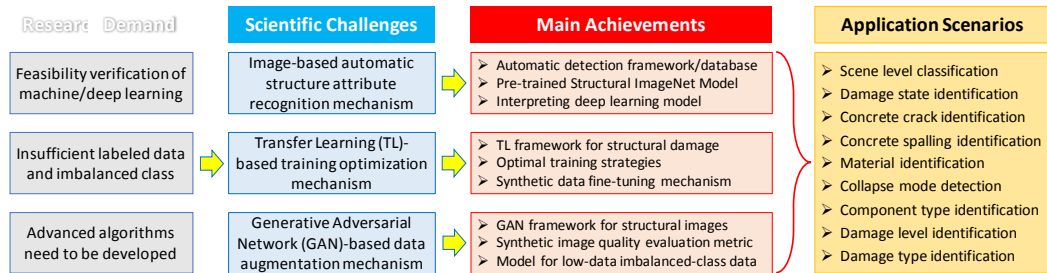 Research Demand
Scientific Challenges
Main Achievements
Application Scenarios
Feasibility verification of
machine/deep learning
Image-based automatic
structure attribute
recognition mechanism
➢ Automatic detection framework/database
➢ Pre-trained Structural ImageNet Model
➢ Interpreting deep learning model
Insufficient labeled data
and imbalanced class
Transfer Learning (TL)-
based training optimization
mechanism
➢ TL framework for structural damage
➢ Optimal training strategies
➢ Synthetic data fine-tuning mechanism
Advanced algorithms
need to be developed
Generative Adversarial
Network (GAN)-based data
augmentation mechanism
➢ GAN framework for structural images
➢ Synthetic image quality evaluation metric
➢ Model for low-data imbalanced-class data
➢ Scene level classification
➢ Damage state identification
➢ Concrete crack identification
➢ Concrete spalling identification
➢ Material identification
➢ Collapse mode detection
➢ Component type identification
➢ Damage level identification
➢ Damage type identification